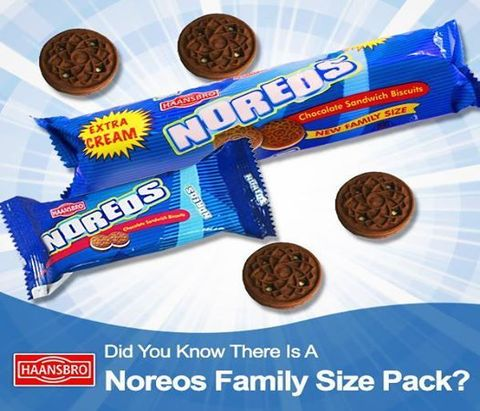 HAANSBRO
NOREOS
EXTRA
CREAM
Chocolate Sandwich Biscuits
NEW FAMILY SIZE
HAANSBRO
NOREOS
Chocolate Sandwich Biscuits
NOREOS
HAANSBRO
Did You Know There Is A
Noreos Family Size Pack?